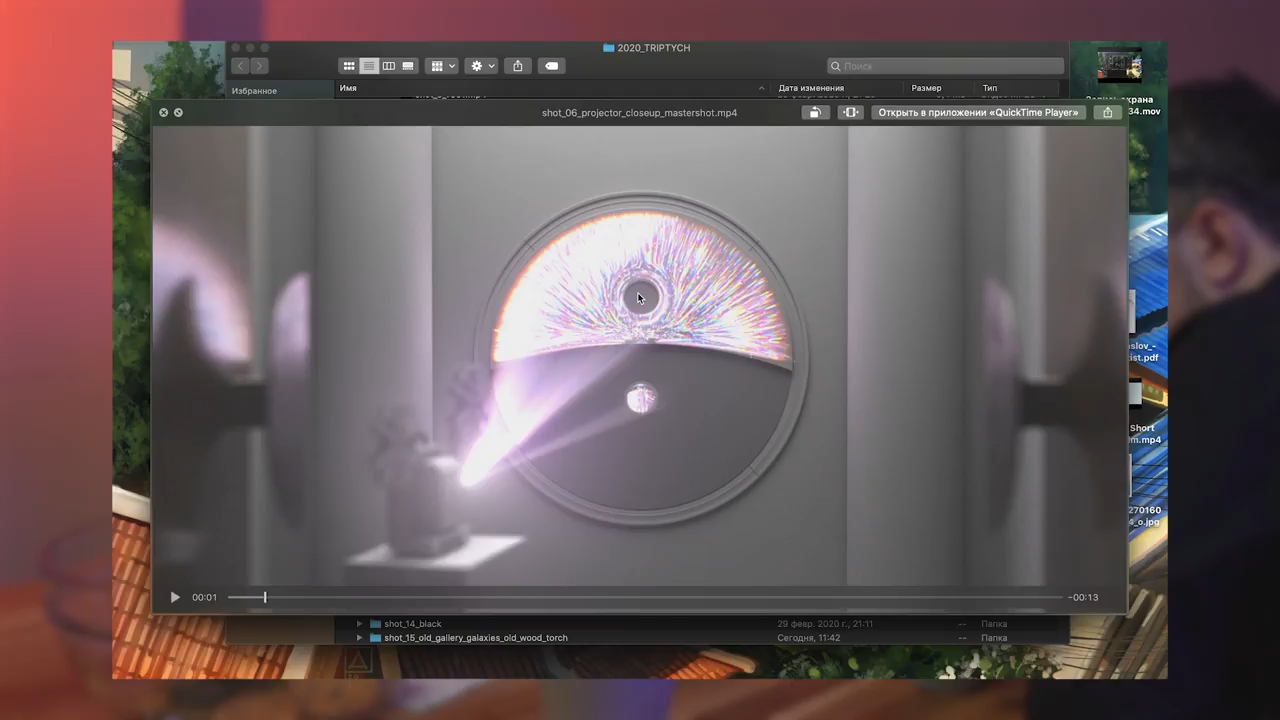 2020_TRIPTYCH
Поиск
Избранное
Имя
Дата изменения
Размер
Тип
34.mov
shot_06_projector_closeup_mastershot.mp4
Открыть в приложении «QuickTime Player»
ist.pdf
Short
m.mp4
270160
4_o.jpg
00:01
−00:13
shot_14_black
29 февр. 2020 г., 21:11
--
Папка
shot_15_old_gallery_galaxies_old_wood_torch
Сегодня, 11:42
--
Папка